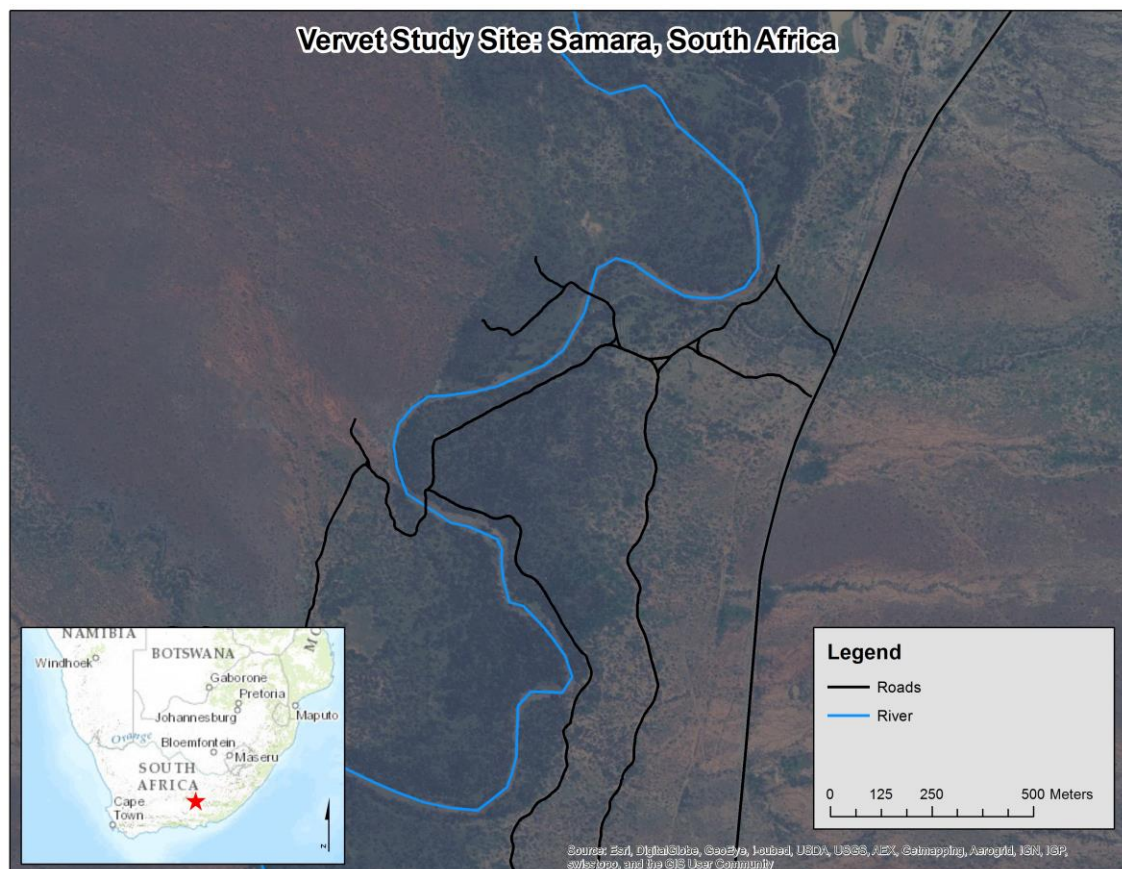 Vervet Study Site: Samara, South Africa
NAMIBIA
MO
Windhoek
BOTSWANA
Gaborone
Pretoria
Johannesburg
Maputo
Orange
Bloemfontein
Maseru
SOUTH
AFRICA
Cape
Town
N
Legend
Roads
River
0 125 250 500 Meters
Source: Esri, DigitalGlobe, GeoEye, i-cubed, USDA, USGS, AEX, Getmapping, Aerogrid, IGN, IGP,
swisstopo, and the GIS User Community